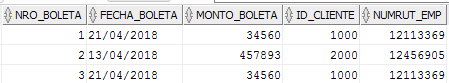 NRO_BOLETA FECHA_BOLETA MONTO_BOLETA ID_CLIENTE NUMRUT_EMP
1 21/04/2018 34560 1000 12113369
2 13/04/2018 457893 2000 12456905
3 21/04/2018 34560 1000 12113369